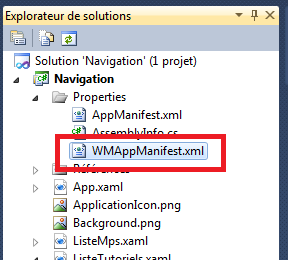 Explorateur de solutions
Solution 'Navigation' (1 projet)
Navigation
Properties
AppManifest.xml
AssemblyInfo.cs
WMAppManifest.xml
Références
App.xaml
ApplicationIcon.png
Background.png
ListeMps.xaml
ListeTutoriels.xaml